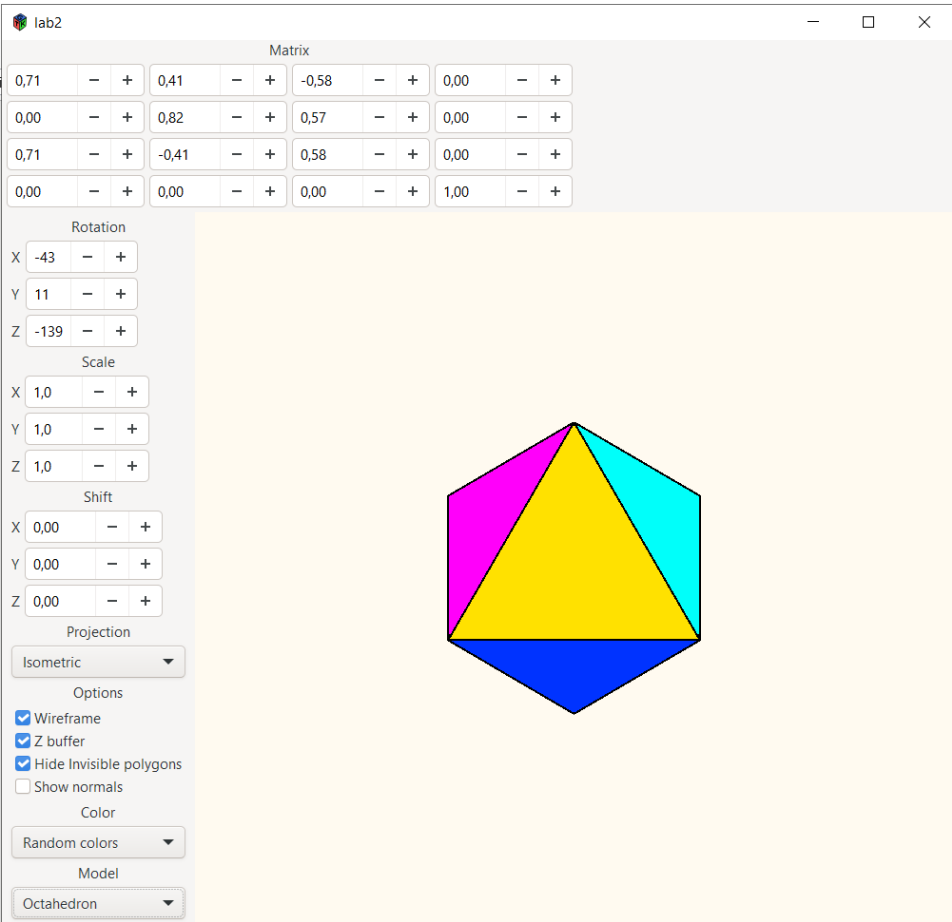 lab2
Matrix
0,71 − + 0,41 − + -0,58 − + 0,00 − +
0,00 − + 0,82 − + 0,57 − + 0,00 − +
0,71 − + -0,41 − + 0,58 − + 0,00 − +
0,00 − + 0,00 − + 0,00 − + 1,00 − +
Rotation
X -43 − +
Y 11 − +
Z -139 − +
Scale
X 1,0 − +
Y 1,0 − +
Z 1,0 − +
Shift
X 0,00 − +
Y 0,00 − +
Z 0,00 − +
Projection
Isometric
Options
Wireframe
Z buffer
Hide Invisible polygons
Show normals
Color
Random colors
Model
Octahedron